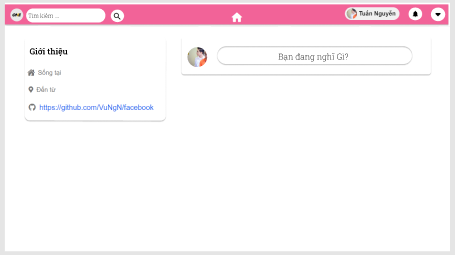 Tìm kiếm ...
Tuấn Nguyễn
Giới thiệu
Sống tại
Đến từ
https://github.com/VuNgN/facebook
Bạn đang nghĩ Gì?